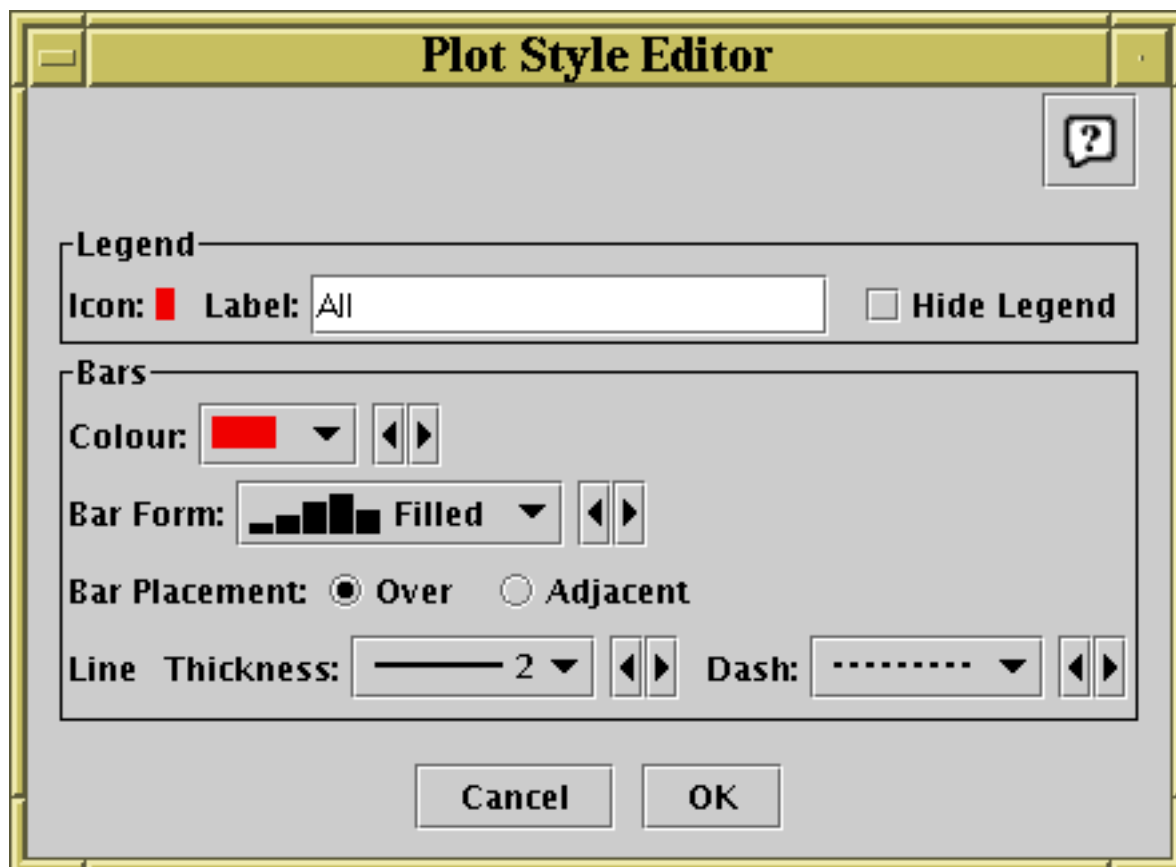 Plot Style Editor
?
Legend
Icon: Label: All Hide Legend
Bars
Colour:
Bar Form: Filled
Bar Placement: Over Adjacent
Line Thickness: 2 Dash:
Cancel OK